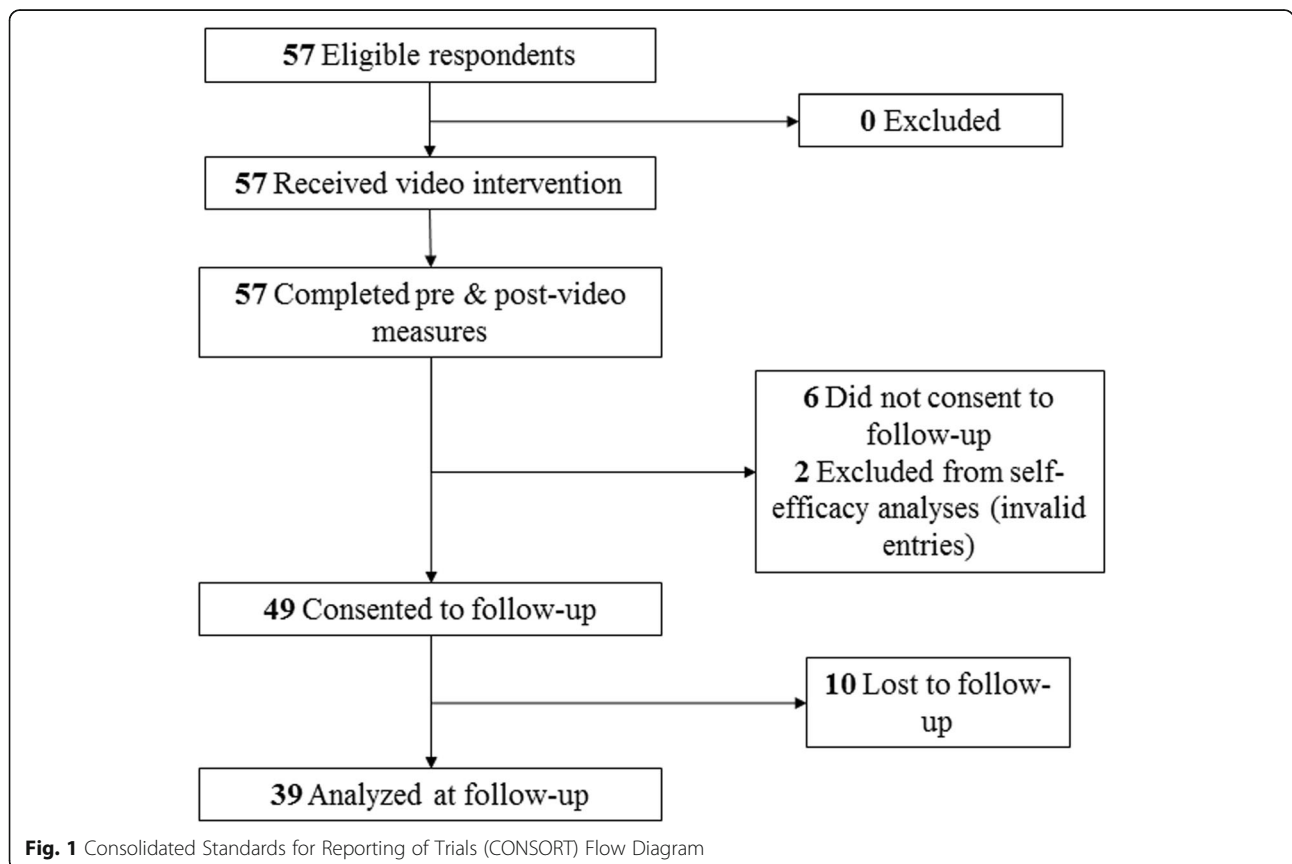 57 Eligible respondents
0 Excluded
57 Received video intervention
57 Completed pre & post-video
measures
6 Did not consent to
follow-up
2 Excluded from self-
efficacy analyses (invalid
entries)
49 Consented to follow-up
10 Lost to follow-
up
39 Analyzed at follow-up
Fig. 1 Consolidated Standards for Reporting of Trials (CONSORT) Flow Diagram